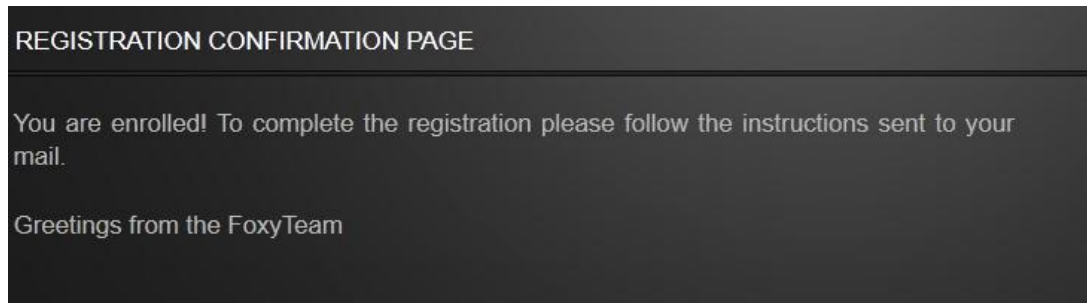 REGISTRATION CONFIRMATION PAGE
You are enrolled! To complete the registration please follow the instructions sent to your
mail.
Greetings from the FoxyTeam